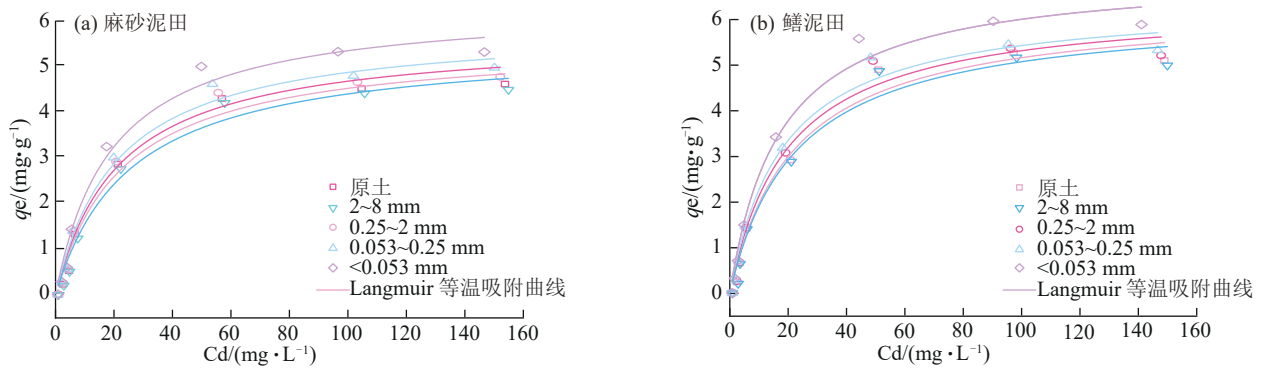 (a) 麻砂泥田
qe/(mg•g⁻¹)
6
5
4
3
2
1
0
原土
2~8 mm
0.25~2 mm
0.053~0.25 mm
<0.053 mm
Langmuir 等温吸附曲线
0 20 40 60 80 100 120 140 160
Cd/(mg·L⁻¹)
(b) 鳝泥田
qe/(mg•g⁻¹)
6
5
4
3
2
1
0
原土
2~8 mm
0.25~2 mm
0.053~0.25 mm
<0.053 mm
Langmuir 等温吸附曲线
0 20 40 60 80 100 120 140 160
Cd/(mg·L⁻¹)